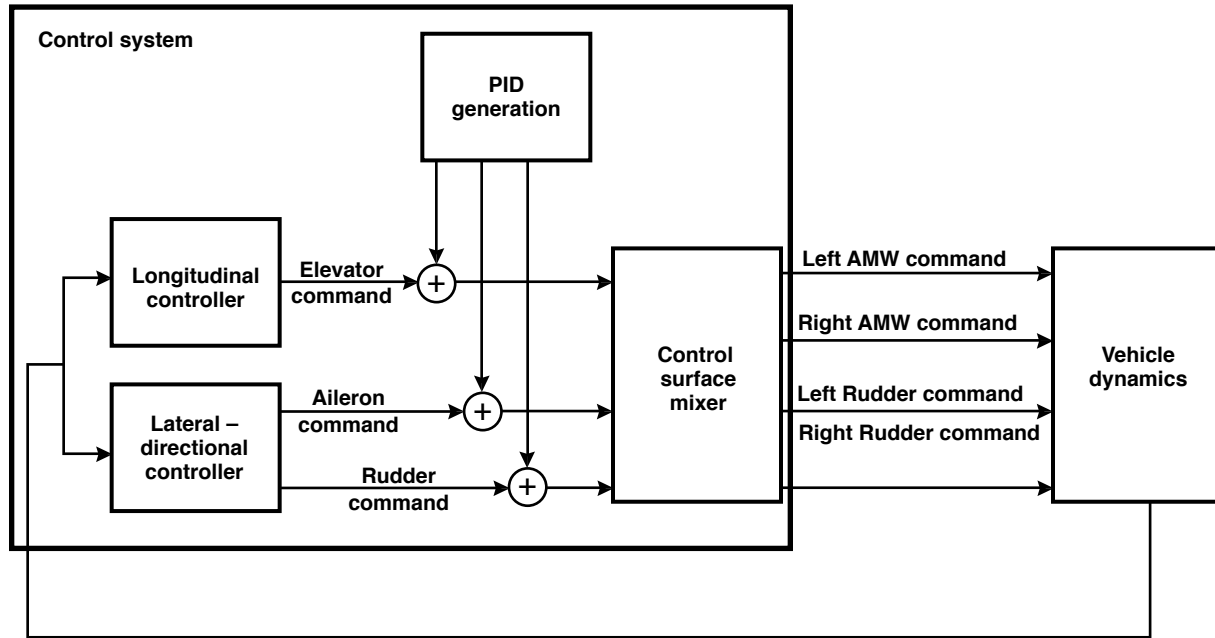 Control system
PID
generation
Longitudinal
controller
Elevator
command
Lateral –
directional
controller
Aileron
command
Rudder
command
+
+
+
Control
surface
mixer
Left AMW command
Right AMW command
Left Rudder command
Right Rudder command
Vehicle
dynamics